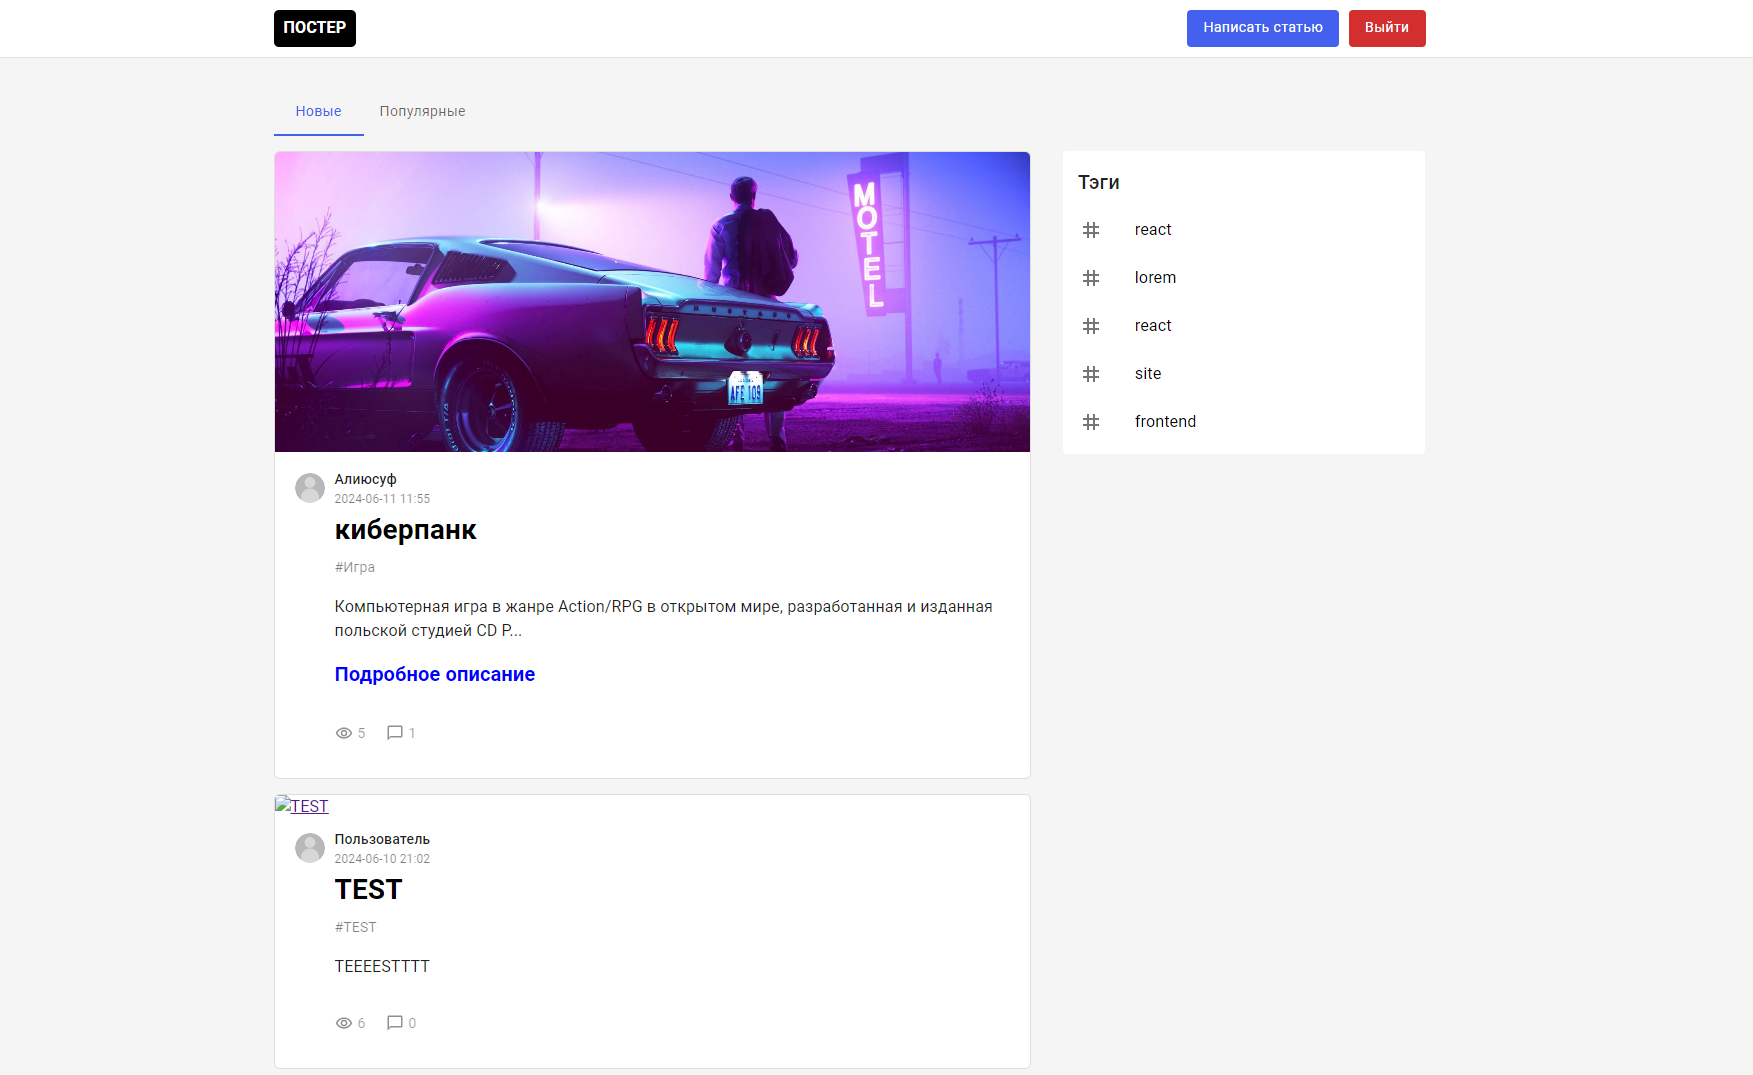 ПОСТЕР
Написать статью
Выйти
Новые
Популярные
MOTEL
MUSTANG
AFE 109
Алиюсуф
2024-06-11 11:55
киберпанк
#Игра
Компьютерная игра в жанре Action/RPG в открытом мире, разработанная и изданная
польской студией CD P...
Подробное описание
5
1
TEST
Пользователь
2024-06-10 21:02
TEST
#TEST
TEEEESTTTT
6
0
Тэги
react
lorem
react
site
frontend